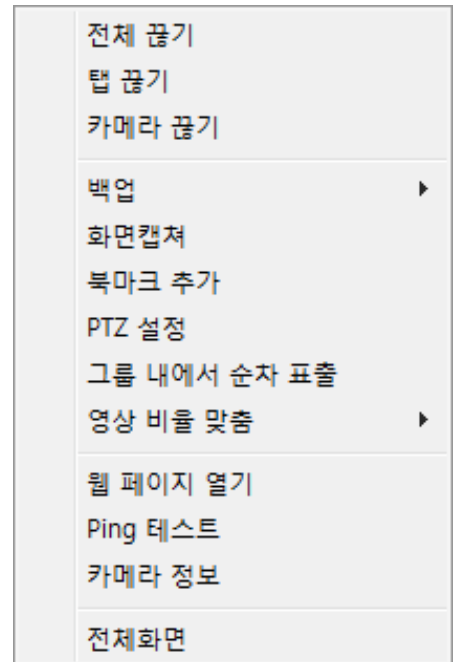 전체 끊기
탭 끊기
카메라 끊기
백업
화면캡쳐
북마크 추가
PTZ 설정
그룹 내에서 순차 표출
영상 비율 맞춤
웹 페이지 열기
Ping 테스트
카메라 정보
전체화면